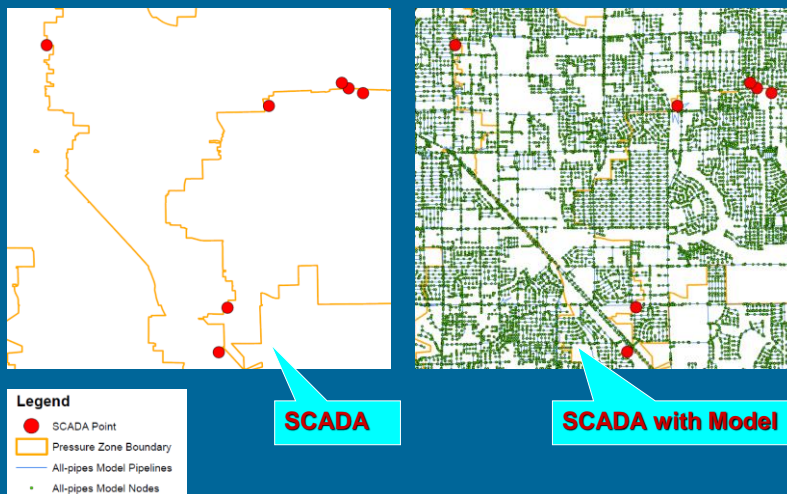 SCADA
SCADA with Model
Legend
SCADA Point
Pressure Zone Boundary
All-pipes Model Pipelines
All-pipes Model Nodes